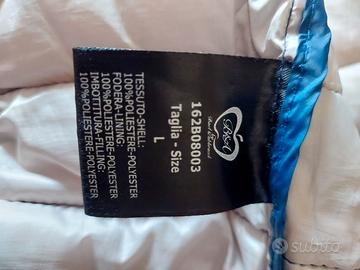 162B08003
Taglia - Size
L
TESSUTO-SHELL:
100%POLIESTERE-POLYESTER
FODERA-LINING:
100%POLIESTERE-POLYESTER
IMBOTTITURA-FILLING:
100%POLIESTERE-POLYESTER
subito